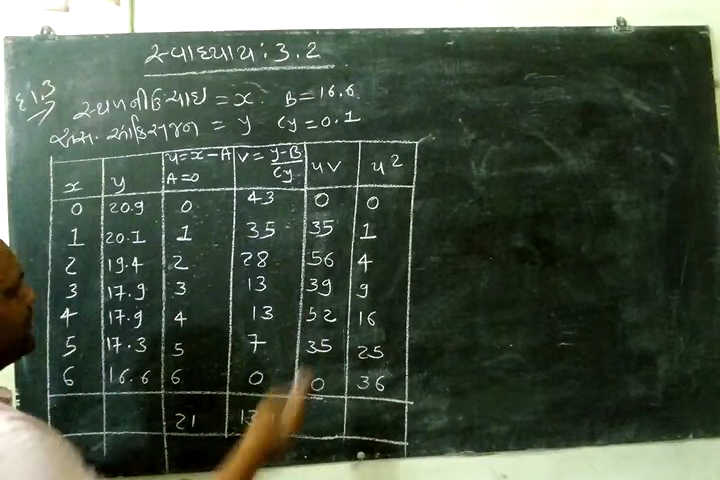 સ્વાધ્યાય: 3.2
દા.3
સ્થળની ઊંચાઈ = x. B = 16.6
= y Cy = 0.1
x y u = x - A v = y-B/Cy uv u²
A = 0
0 20.9 0 43 0 0
1 20.1 1 35 35 1
2 19.4 2 28 56 4
3 17.9 3 13 39 9
4 17.9 4 13 52 16
5 17.3 5 7 35 25
6 16.6 6 0 0 36
21 13